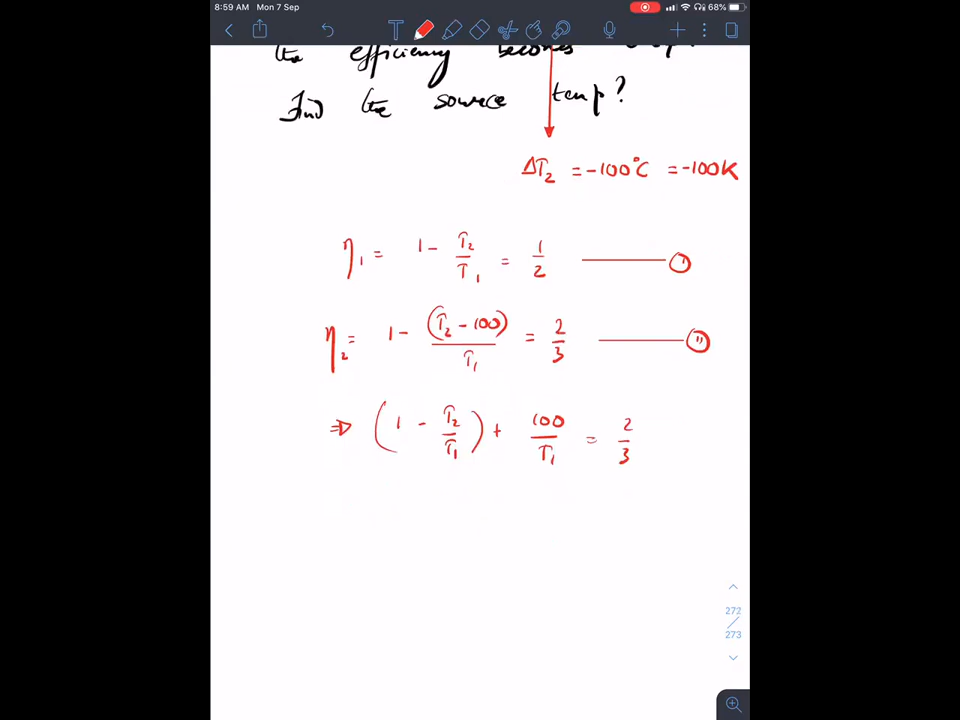 8:59 AM Mon 7 Sep 68%
the efficiency becomes
Find the source temp?
ΔT₂ = -100°C = -100K
η₁ = 1 - T₂/T₁ = 1/2 ——— ①
η₂ = 1 - (T₂ - 100)/T₁ = 2/3 ——— ⑪
⇒ (1 - T₂/T₁) + 100/T₁ = 2/3
272
/
273